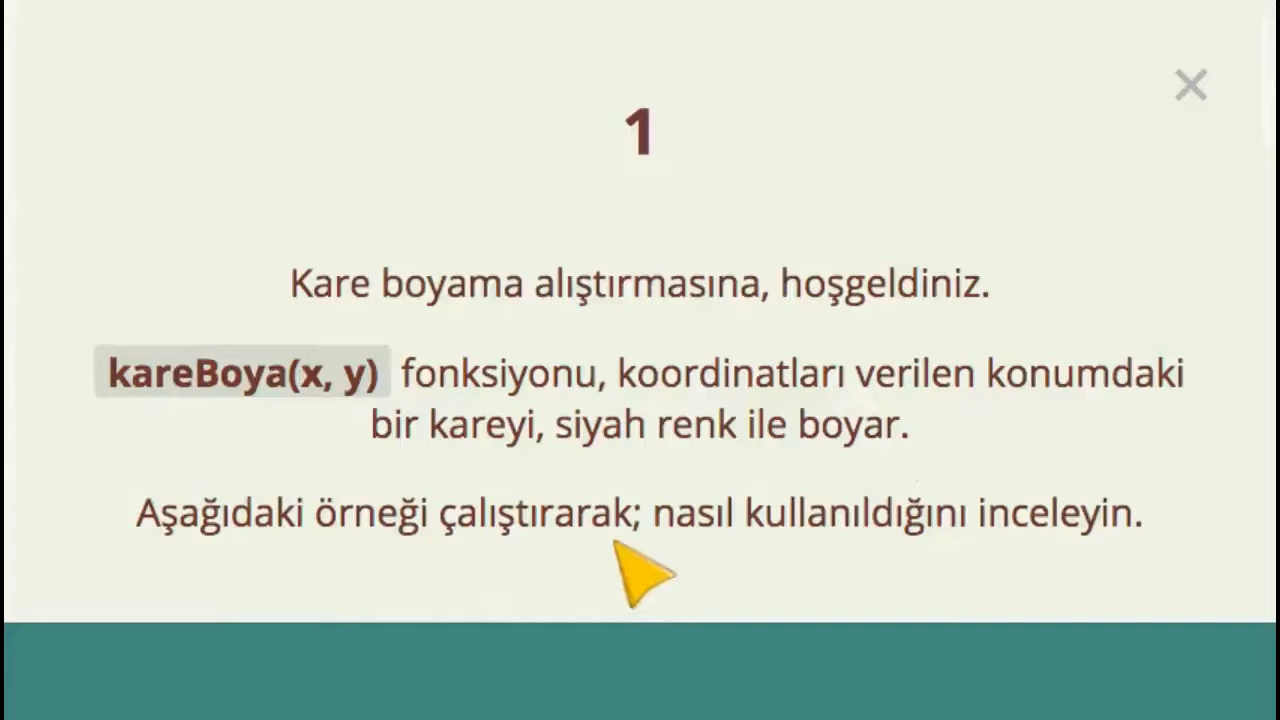 1
Kare boyama alıştırmasına, hoşgeldiniz.
kareBoya(x, y) fonksiyonu, koordinatları verilen konumdaki
bir kareyi, siyah renk ile boyar.
Aşağıdaki örneği çalıştırarak; nasıl kullanıldığını inceleyin.